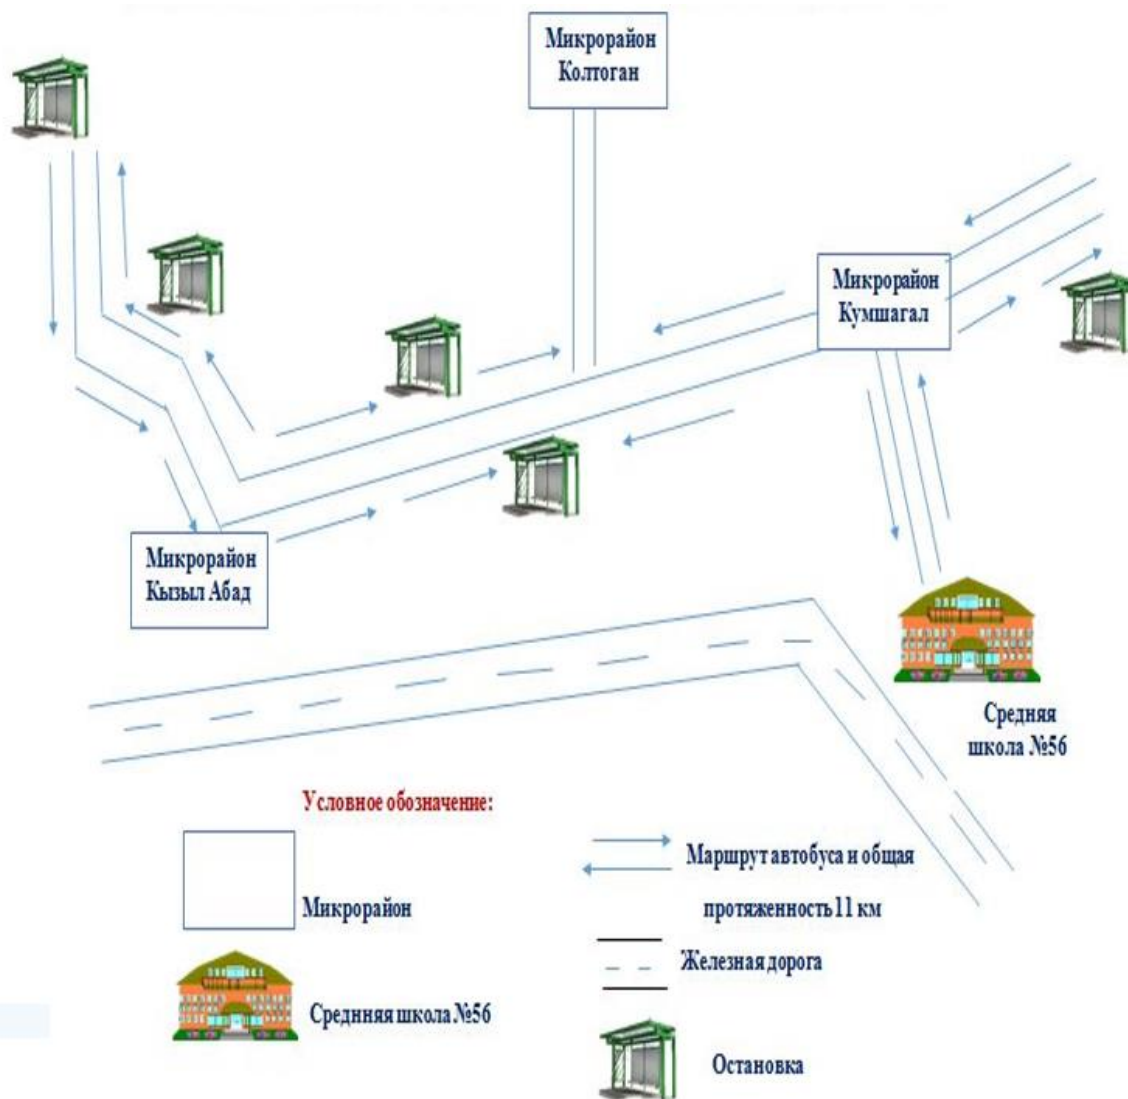 Микрорайон
Колтоган
Микрорайон
Кумшагал
Микрорайон
Кызыл Абад
Средняя
школа №56
Условное обозначение:
Маршрут автобуса и общая
протяженность 11 км
Микрорайон
Железная дорога
Среднняя школа №56
Остановка